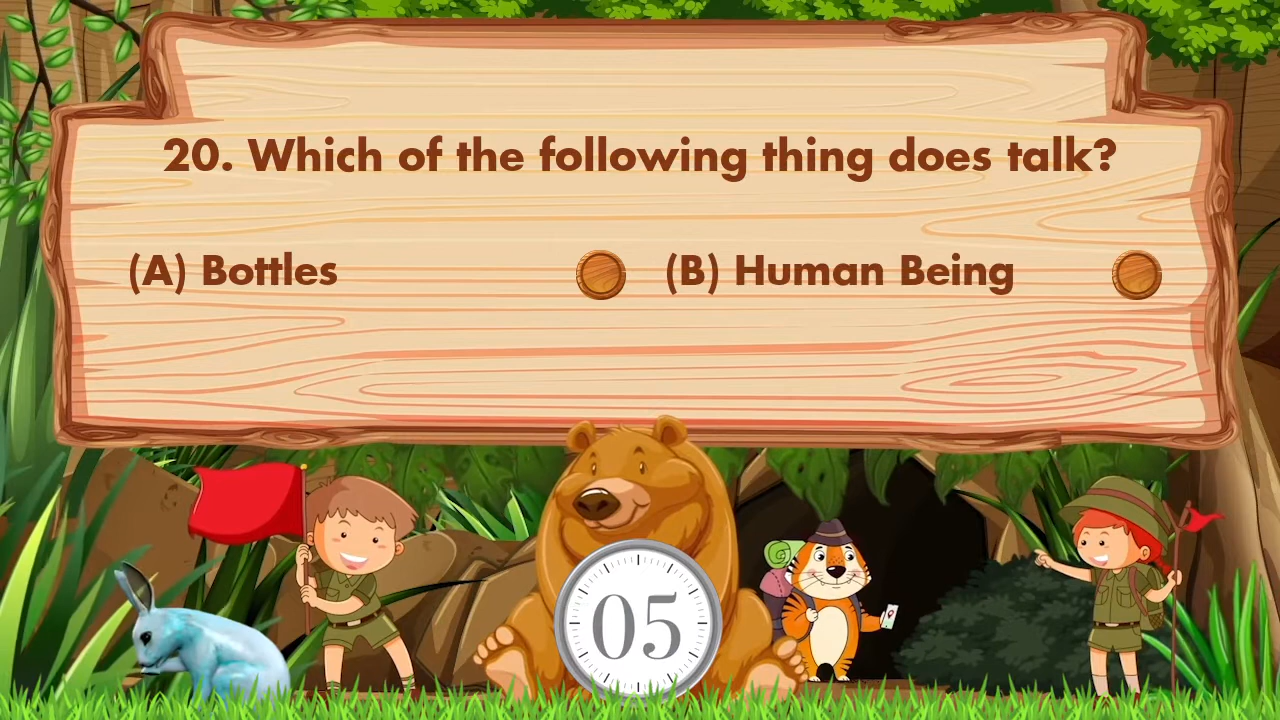 20. Which of the following thing does talk?
(A) Bottles (B) Human Being
05